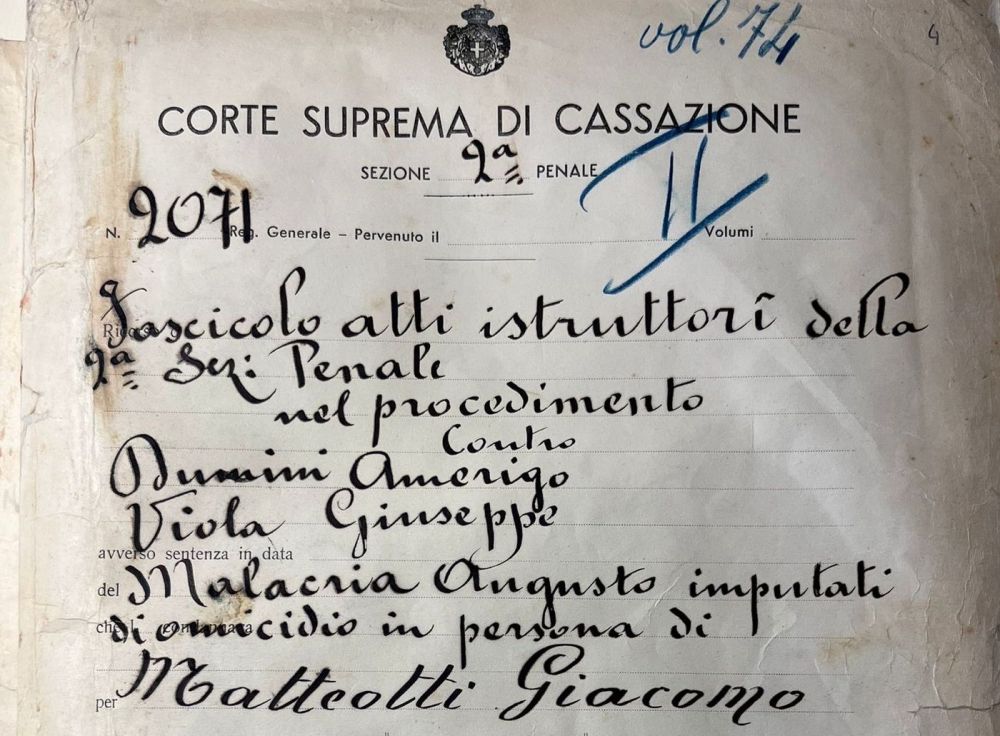 vol. 74
4
CORTE SUPREMA DI CASSAZIONE
SEZIONE 2a PENALE
II
N. 2071 Reg. Generale – Pervenuto il Volumi
Fascicolo atti istruttorî della
2a Sez: Penale
nel procedimento
Contro
Dumini Amerigo
Viola Giuseppe
avverso sentenza in data
del Malacria Augusto imputati
di omicidio in persona di
per Matteotti Giacomo